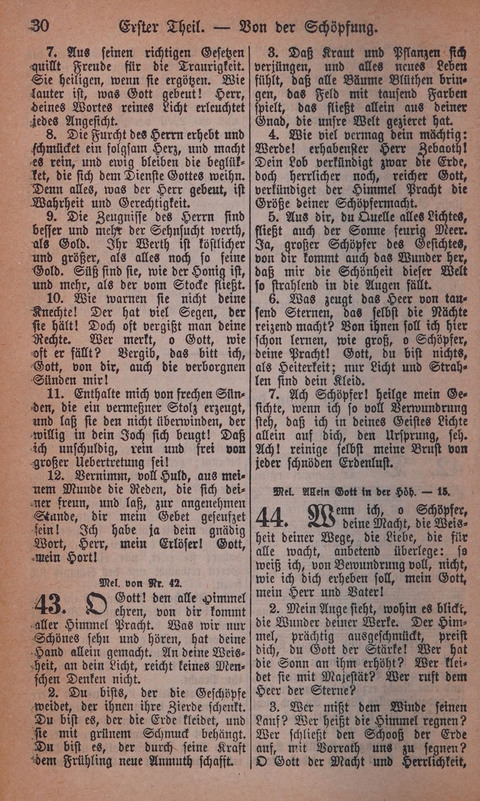 30 Erster Theil. — Von der Schöpfung.
7. Aus seinen richtigen Gesetzen
quillt Freude für die Traurigkeit.
Sie heiligen, wenn sie ergötzen. Wie
lauter ist, was Gott gebeut! Herr,
deines Wortes reines Licht erleuchtet
jedes Angesicht.
8. Die Furcht des Herrn erhebt und
schmücket ein folgsam Herz, und macht
es rein, und ewig bleiben die beglük-
ket, die sich dem Dienste Gottes weihn.
Denn alles, was der Herr gebeut, ist
Wahrheit und Gerechtigkeit.
9. Die Zeugnisse des Herrn sind
besser und mehr der Sehnsucht werth,
als Gold. Ihr Werth ist köstlicher
und größer, als alles noch so feine
Gold. Süß sind sie, wie der Honig ist,
und mehr, als der vom Stocke fließt.
10. Wie warnen sie nicht deine
Knechte! Der hat viel Segen, der
sie hält! Doch oft vergißt man deine
Rechte. Wer merkt, o Gott, wie
oft er fällt? Vergib, das bitt ich,
Gott, von dir, auch die verborgnen
Sünden mir!
11. Enthalte mich von frechen Sün-
den, die ein vermeßner Stolz erzeugt,
und laß sie den nicht überwinden, der
willig in dein Joch sich beugt! Daß
ich unschuldig, rein und frei von
großer Uebertretung sei!
12. Vernimm, voll Huld, aus mei-
nem Munde die Reden, die sich dei-
ner freun, und laß, zur angenehmen
Stande, dir mein Gebet geseufzet
sein! Ich habe ja dein gnädig
Wort, Herr, mein Erlöser! Gott,
mein Hort!
Mel. von Nr. 42.
43. O Gott! den alle Himmel
ehren, von dir kommt
aller Himmel Pracht. Was wir nur
Schönes sehn und hören, hat deine
Hand allein gemacht. An deine Weis-
heit, an dein Licht, reicht keines Men-
schen Denken nicht.
2. Du bists, der die Geschöpfe
weidet, der ihnen ihre Zierde schenkt.
Du bist es, der die Erde kleidet, und
sie mit grünem Schmuck behängt.
Du bist es, der durch seine Kraft
dem Frühling neue Anmuth schafft.
3. Daß Kraut und Pflanzen sich
verjüngen, und alles neues Leben
fühlt, daß alle Bäume Blüthen brin-
gen, das Feld mit tausend Farben
spielt, das fließt allein aus deiner
Gnad, die unsre Welt gezieret hat.
4. Wie viel vermag dein mächtig:
Werde! erhabenster Herr Zebaoth!
Dein Lob verkündigt zwar die Erde,
doch herrlicher noch, reicher Gott,
verkündiget der Himmel Pracht die
Größe deiner Schöpfermacht.
5. Aus dir, du Quelle alles Lichtes,
fließt auch der Sonne feurig Meer.
Ja, großer Schöpfer des Gesichtes,
von dir kommt auch das Wunder her,
daß mir die Schönheit dieser Welt
so strahlend in die Augen fällt.
6. Was zeugt das Heer von tau-
send Sternen, das selbst die Nächte
reizend macht? Von ihnen soll ich hier
schon lernen, wie groß, o Schöpfer,
deine Pracht! Gott, du bist nichts,
als Heiterkeit; nur Licht und Strah-
len sind dein Kleid.
7. Ach Schöpfer! heilge mein Ge-
sichte, wenn ich so voll Verwundrung
steh, daß ich in deines Geistes Lichte
allein auf dich, den Ursprung, seh.
Ach! reinige selbst meine Brust von
jeder schnöden Erdenlust.
Mel. Allein Gott in der Höh. — 15.
44. Wenn ich, o Schöpfer,
deine Macht, die Weis-
heit deiner Wege, die Liebe, die für
alle wacht, anbetend überlege: so
weiß ich, von Bewundrung voll, nicht,
wie ich dich erheben soll, mein Gott,
mein Herr und Vater!
2. Mein Auge sieht, wohin es blickt,
die Wunder deiner Werke. Der Him-
mel, prächtig ausgeschmückt, preist
dich, du Gott der Stärke! Wer hat
die Sonn an ihm erhöht? Wer klei-
det sie mit Majestät? Wer ruft dem
Heer der Sterne?
3. Wer mißt dem Winde seinen
Lauf? Wer heißt die Himmel regnen?
Wer schließt den Schooß der Erde
auf, mit Vorrath uns zu segnen?
O Gott der Macht und Herrlichkeit,